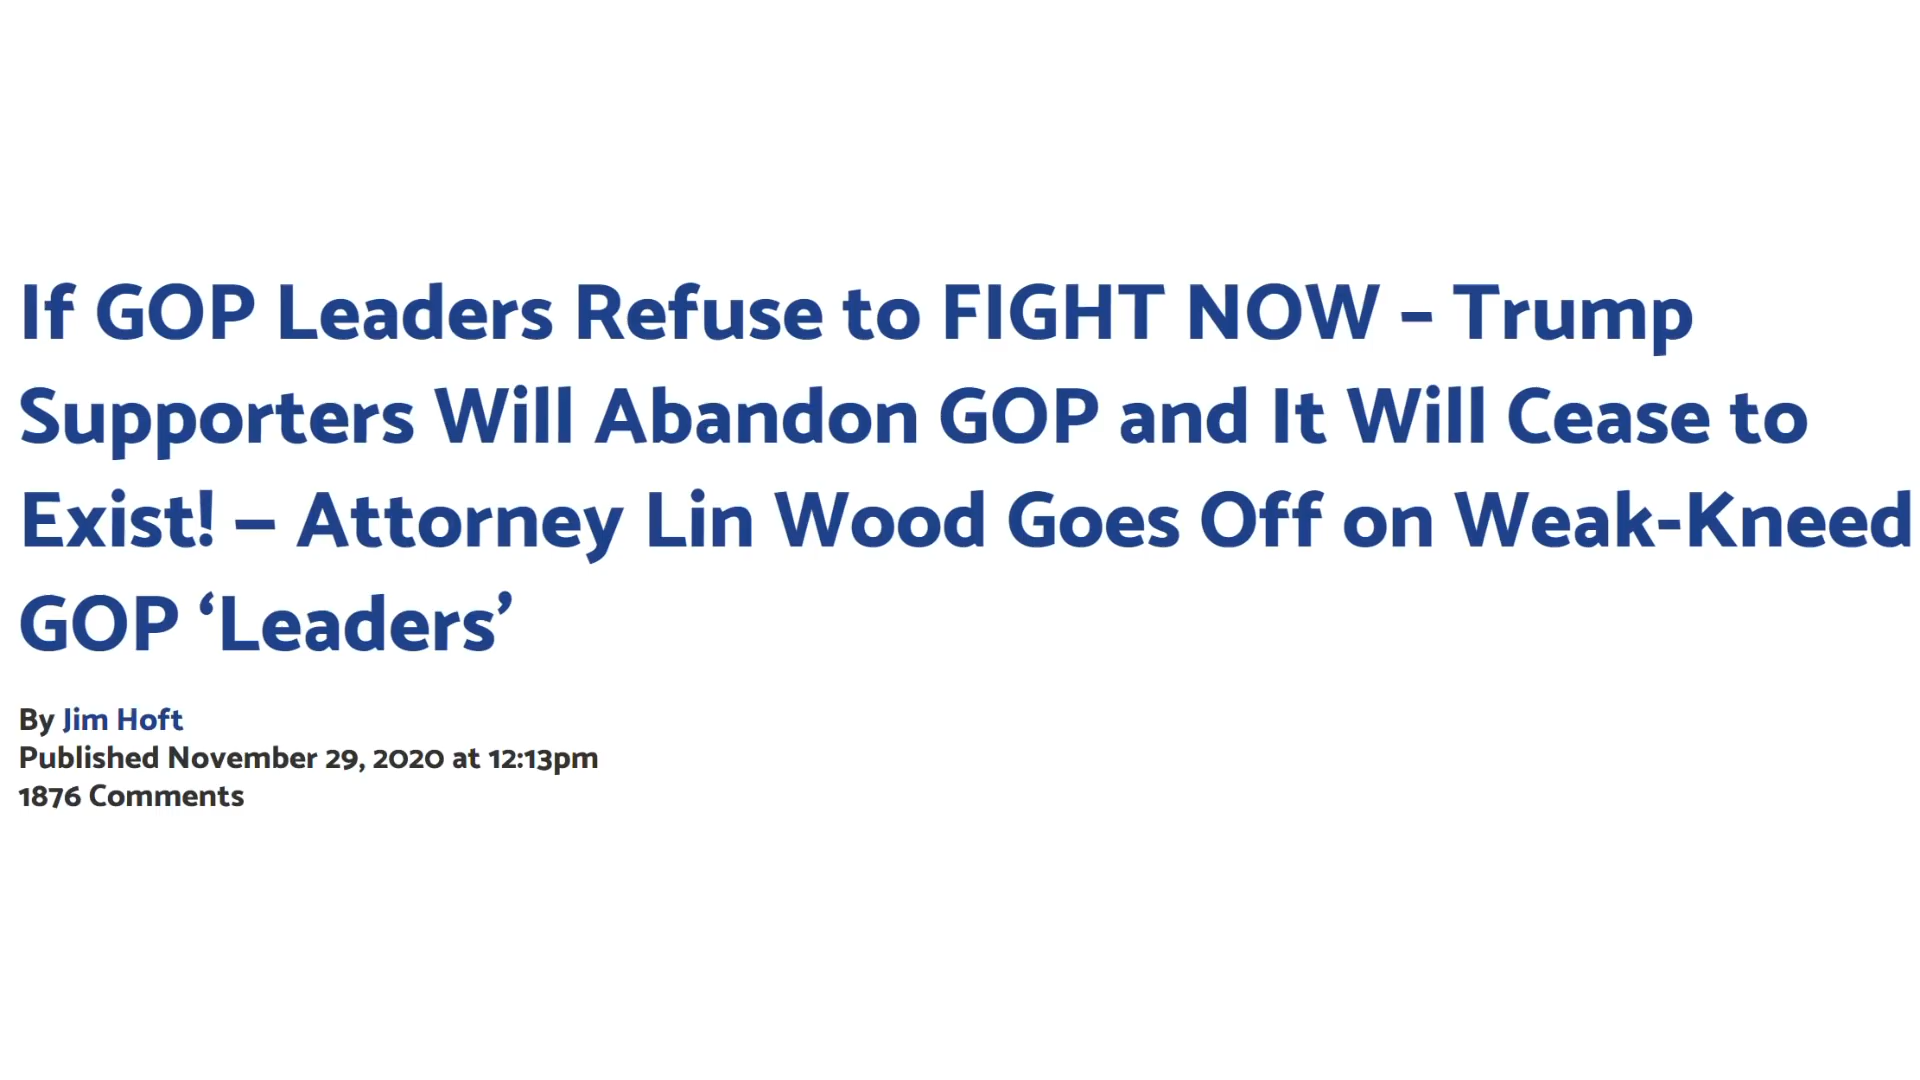 If GOP Leaders Refuse to FIGHT NOW – Trump
Supporters Will Abandon GOP and It Will Cease to
Exist! — Attorney Lin Wood Goes Off on Weak-Kneed
GOP ‘Leaders’
By Jim Hoft
Published November 29, 2020 at 12:13pm
1876 Comments